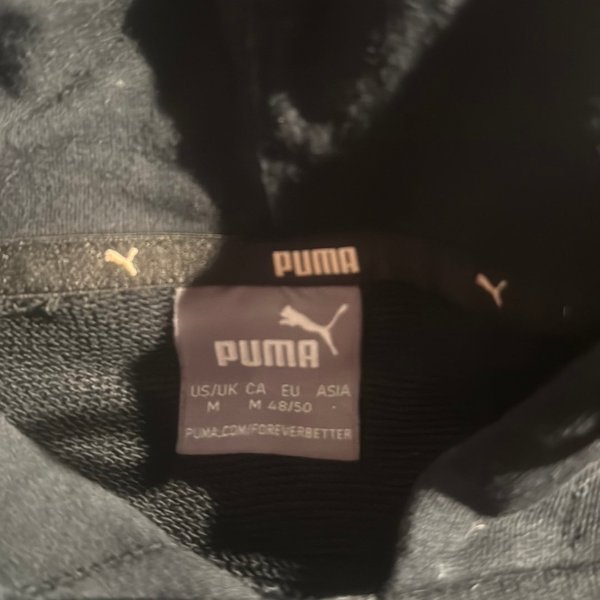 PUMA
PUMA
US/UK CA EU ASIA
M M 48/50 -
PUMA.COM/FOREVERBETTER